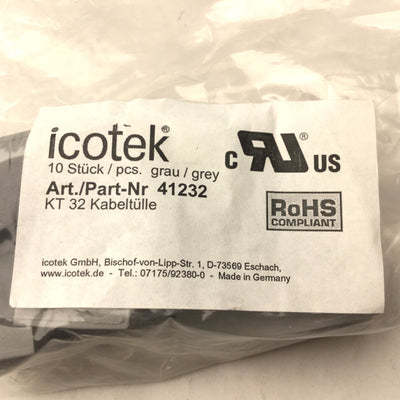 icotek®
10 Stück / pcs. grau / grey
Art./Part-Nr 41232
KT 32 Kabeltülle
c RU US
RoHS
COMPLIANT
icotek GmbH, Bischof-von-Lipp-Str. 1, D-73569 Eschach,
www.icotek.de - Tel.: 07175/92380-0 - Made in Germany